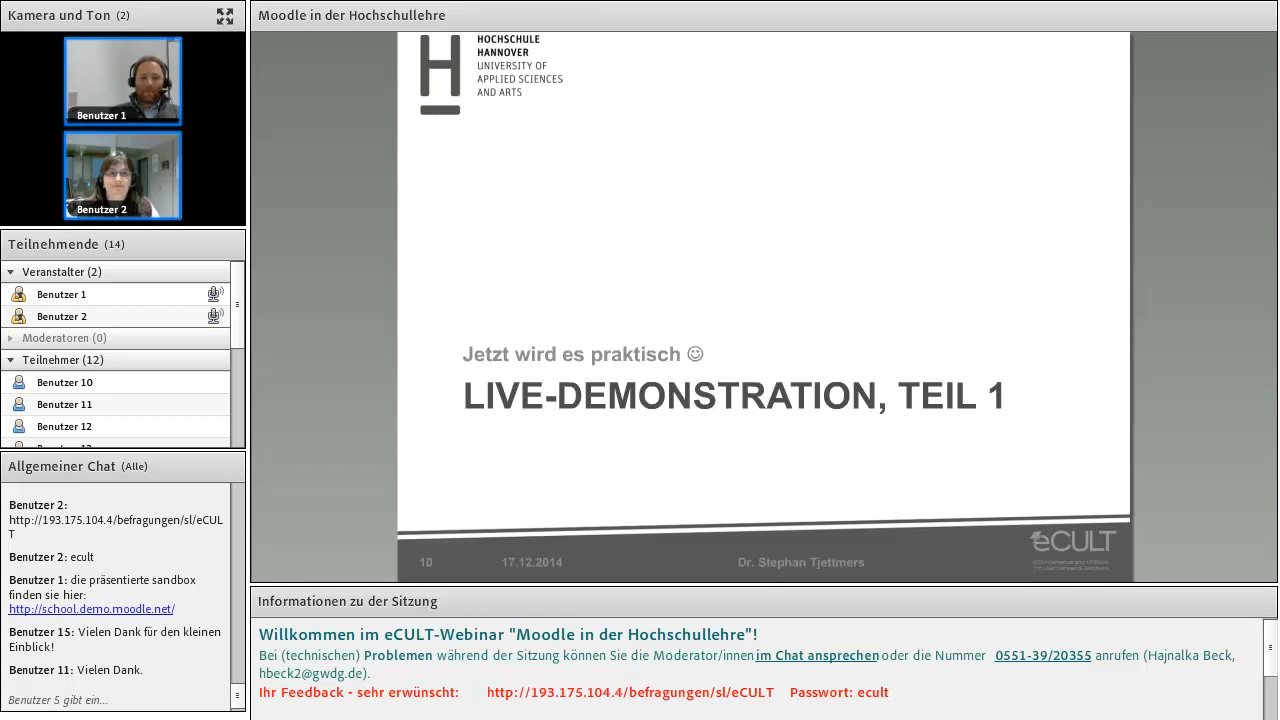 Kamera und Ton (2)
Benutzer 1
Benutzer 2
Teilnehmende (14)
Veranstalter (2)
Benutzer 1
Benutzer 2
Moderatoren (0)
Teilnehmer (12)
Benutzer 10
Benutzer 11
Benutzer 12
Allgemeiner Chat (Alle)
Benutzer 2:
http://193.175.104.4/befragungen/sl/eCUL
T
Benutzer 2: ecult
Benutzer 1: die präsentierte sandbox
finden sie hier:
http://school.demo.moodle.net/
Benutzer 15: Vielen Dank für den kleinen
Einblick!
Benutzer 11: Vielen Dank.
Benutzer 5 gibt ein...
Moodle in der Hochschullehre
HOCHSCHULE
HANNOVER
UNIVERSITY OF
APPLIED SCIENCES
AND ARTS
Jetzt wird es praktisch ☺
LIVE-DEMONSTRATION, TEIL 1
10 17.12.2014 Dr. Stephan Tjettmers
eCULT
Informationen zu der Sitzung
Willkommen im eCULT-Webinar "Moodle in der Hochschullehre"!
Bei (technischen) Problemen während der Sitzung können Sie die Moderator/innen im Chat ansprechen oder die Nummer 0551-39/20355 anrufen (Hajnalka Beck,
hbeck2@gwdg.de).
Ihr Feedback - sehr erwünscht: http://193.175.104.4/befragungen/sl/eCULT Passwort: ecult